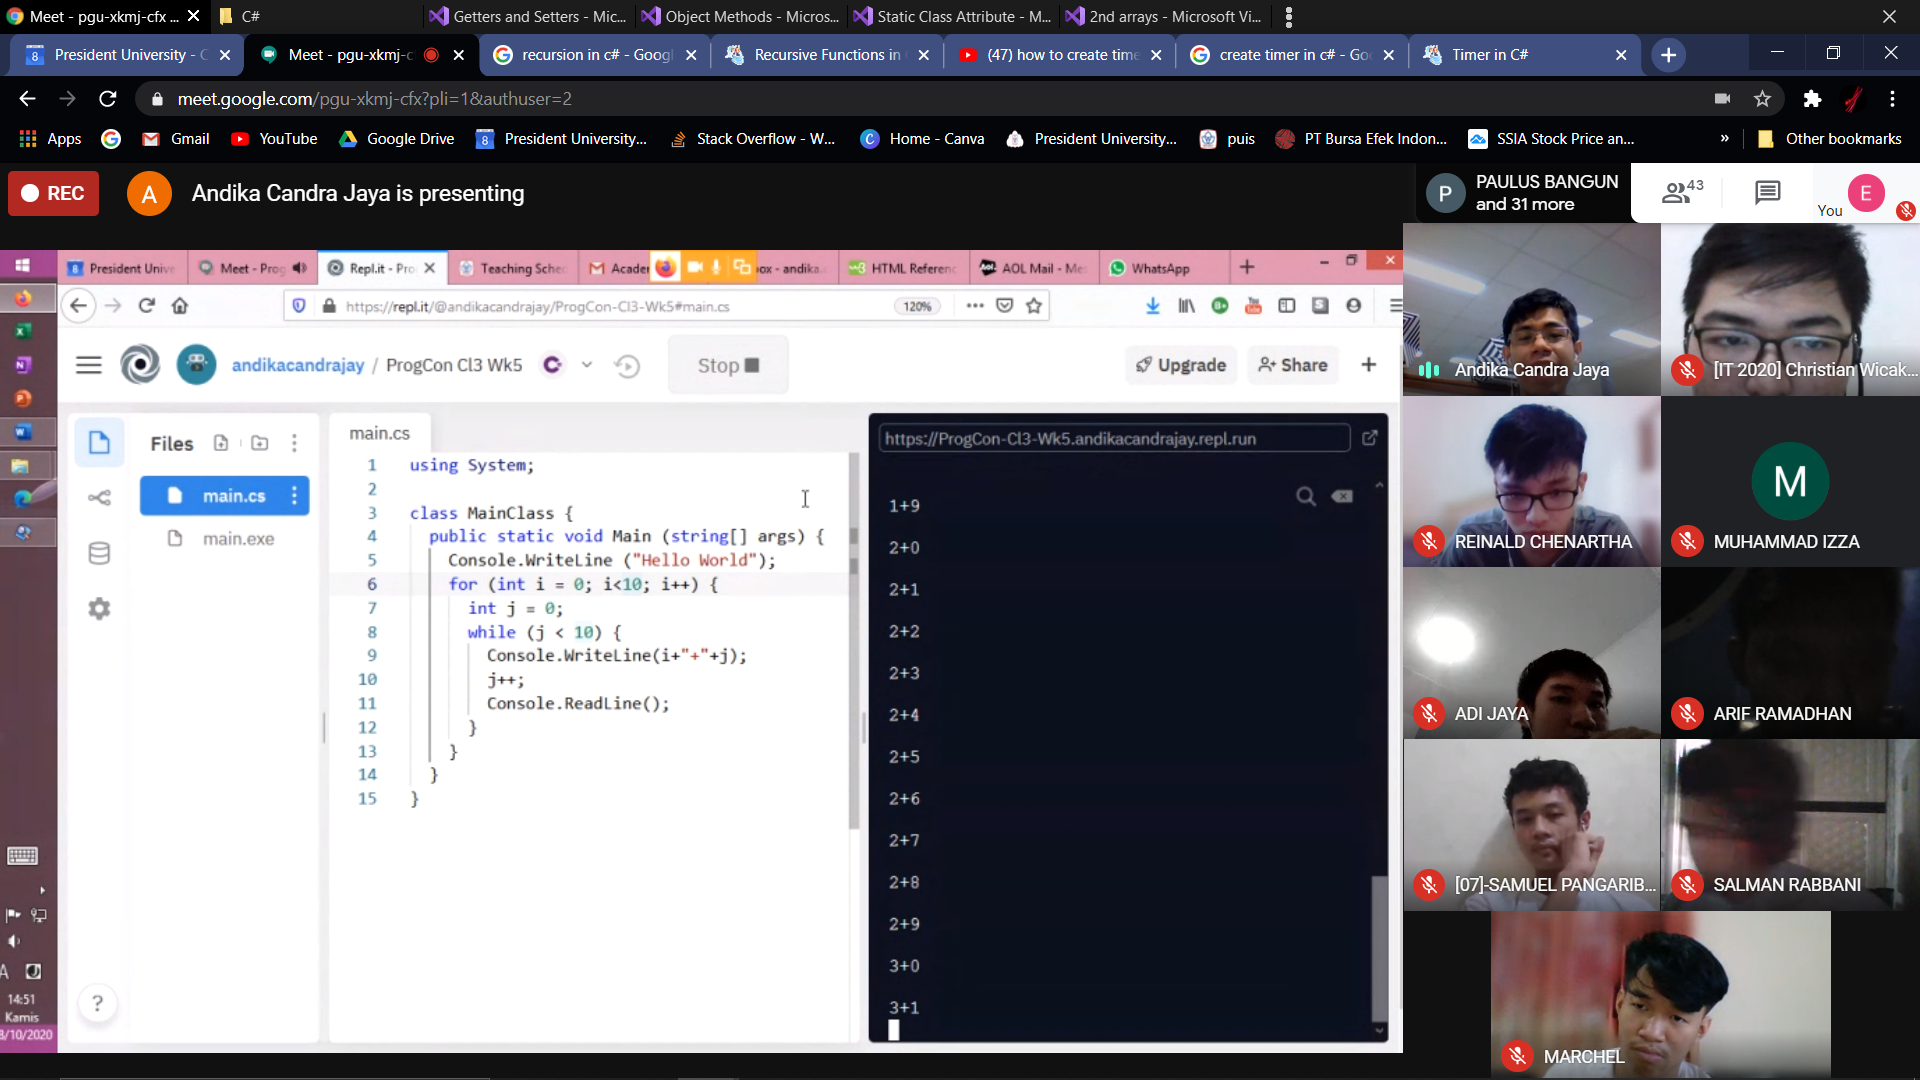 Meet - pgu-xkmj-cfx ...
C#
Getters and Setters - Mic...
Object Methods - Micros...
Static Class Attribute - M...
2nd arrays - Microsoft Vi...
President University - C
Meet - pgu-xkmj-c
recursion in c# - Googl
Recursive Functions in
(47) how to create time
create timer in c# - Go
Timer in C#
meet.google.com/pgu-xkmj-cfx?pli=1&authuser=2
Apps
Gmail
YouTube
Google Drive
President University...
Stack Overflow - W...
Home - Canva
President University...
puis
PT Bursa Efek Indon...
SSIA Stock Price an...
»
Other bookmarks
REC
A
Andika Candra Jaya is presenting
P
PAULUS BANGUN
and 31 more
43
You
E
President Unive
Meet - Prog
Repl.it - Pro
Teaching Sche
Acade
ox - andika.
HTML Referenc
AOL Mail - Me
WhatsApp
https://repl.it/@andikacandrajay/ProgCon-Cl3-Wk5#main.cs
120%
andikacandrajay / ProgCon Cl3 Wk5
Stop
Upgrade
Share
Files
main.cs
main.exe
main.cs
1 using System;
2
3 class MainClass {
4 public static void Main (string[] args) {
5 Console.WriteLine ("Hello World");
6 for (int i = 0; i<10; i++) {
7 int j = 0;
8 while (j < 10) {
9 Console.WriteLine(i+"+"+j);
10 j++;
11 Console.ReadLine();
12 }
13 }
14 }
15 }
https://ProgCon-Cl3-Wk5.andikacandrajay.repl.run
1+9
2+0
2+1
2+2
2+3
2+4
2+5
2+6
2+7
2+8
2+9
3+0
3+1
?
A
14:51
Kamis
8/10/2020
Andika Candra Jaya
[IT 2020] Christian Wicak...
REINALD CHENARTHA
M
MUHAMMAD IZZA
ADI JAYA
ARIF RAMADHAN
[07]-SAMUEL PANGARIB...
SALMAN RABBANI
MARCHEL